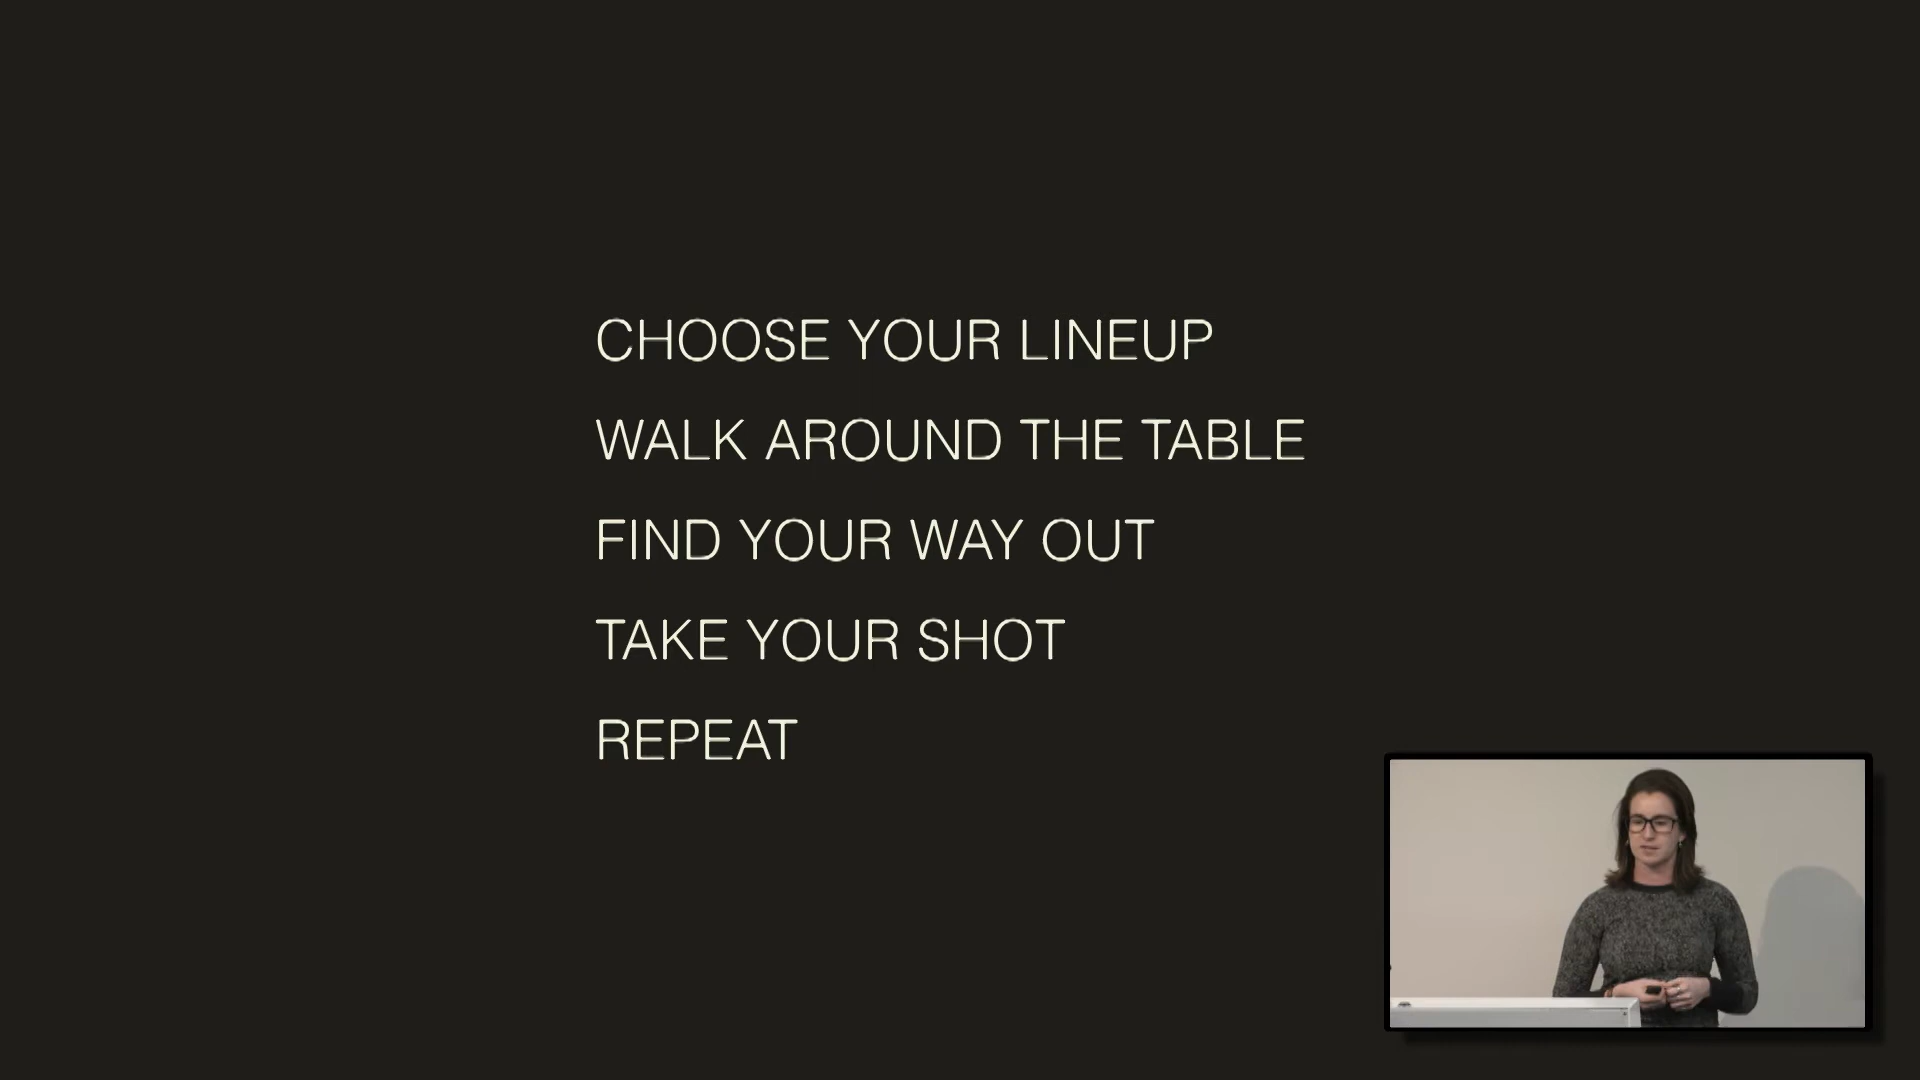 CHOOSE YOUR LINEUP
WALK AROUND THE TABLE
FIND YOUR WAY OUT
TAKE YOUR SHOT
REPEAT